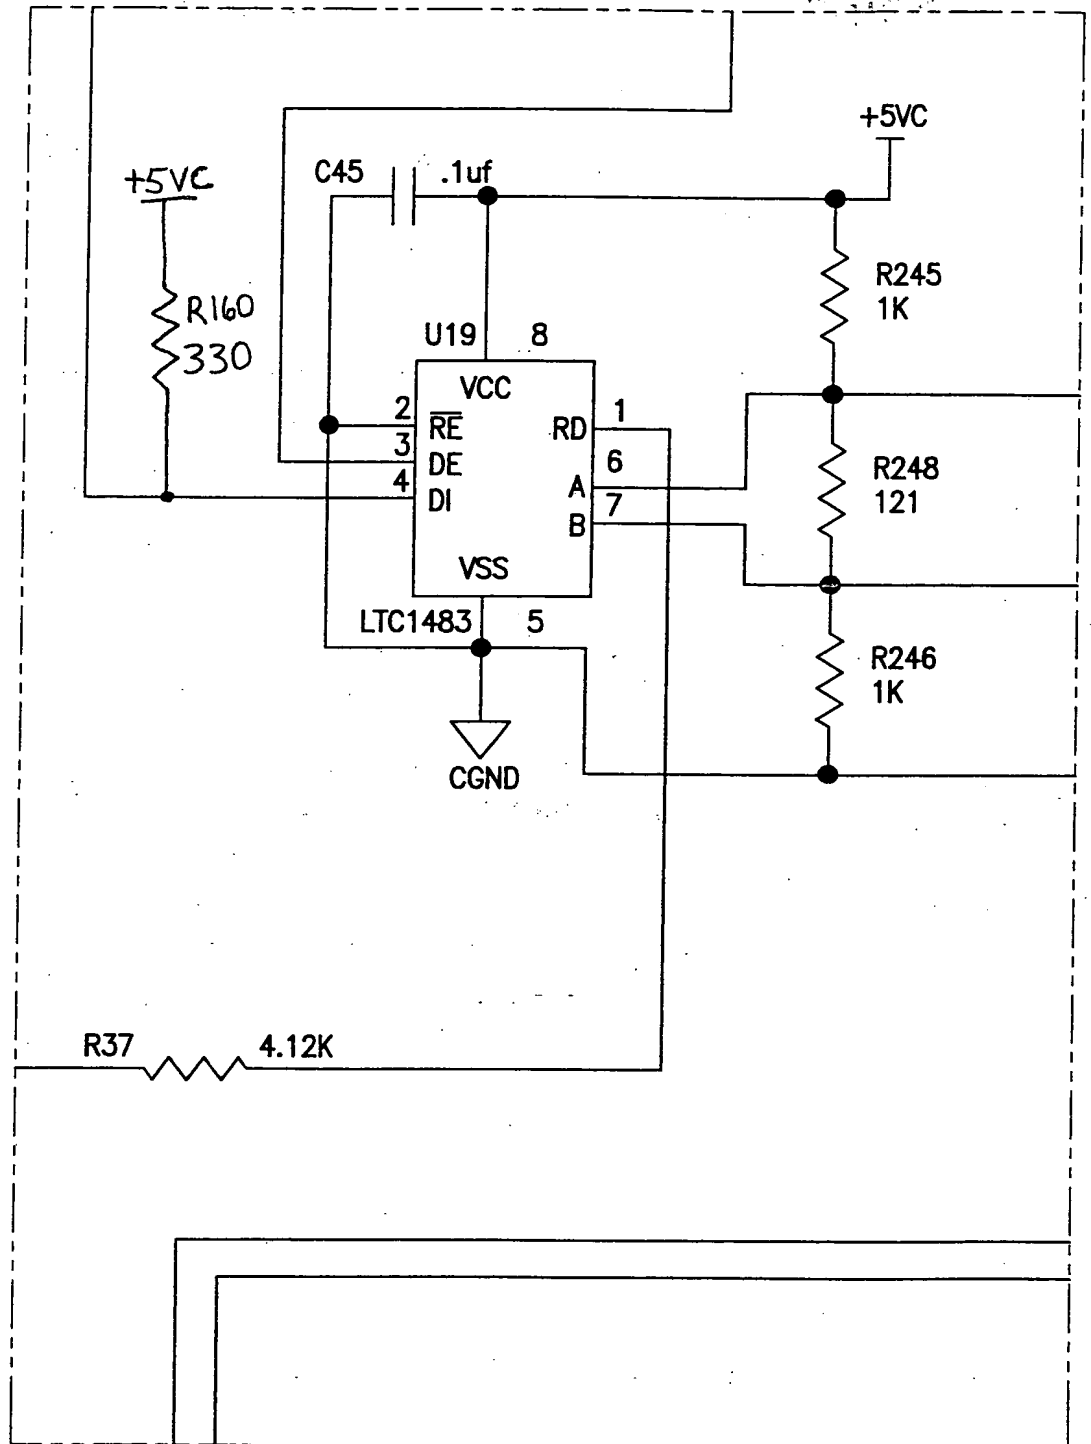 +5VC
C45
.1uf
+5VC
R160
330
R245
1K
U19
8
VCC
2
RE
3
DE
4
DI
RD
1
6
A
7
B
R248
121
VSS
LTC1483
5
R246
1K
CGND
R37
4.12K